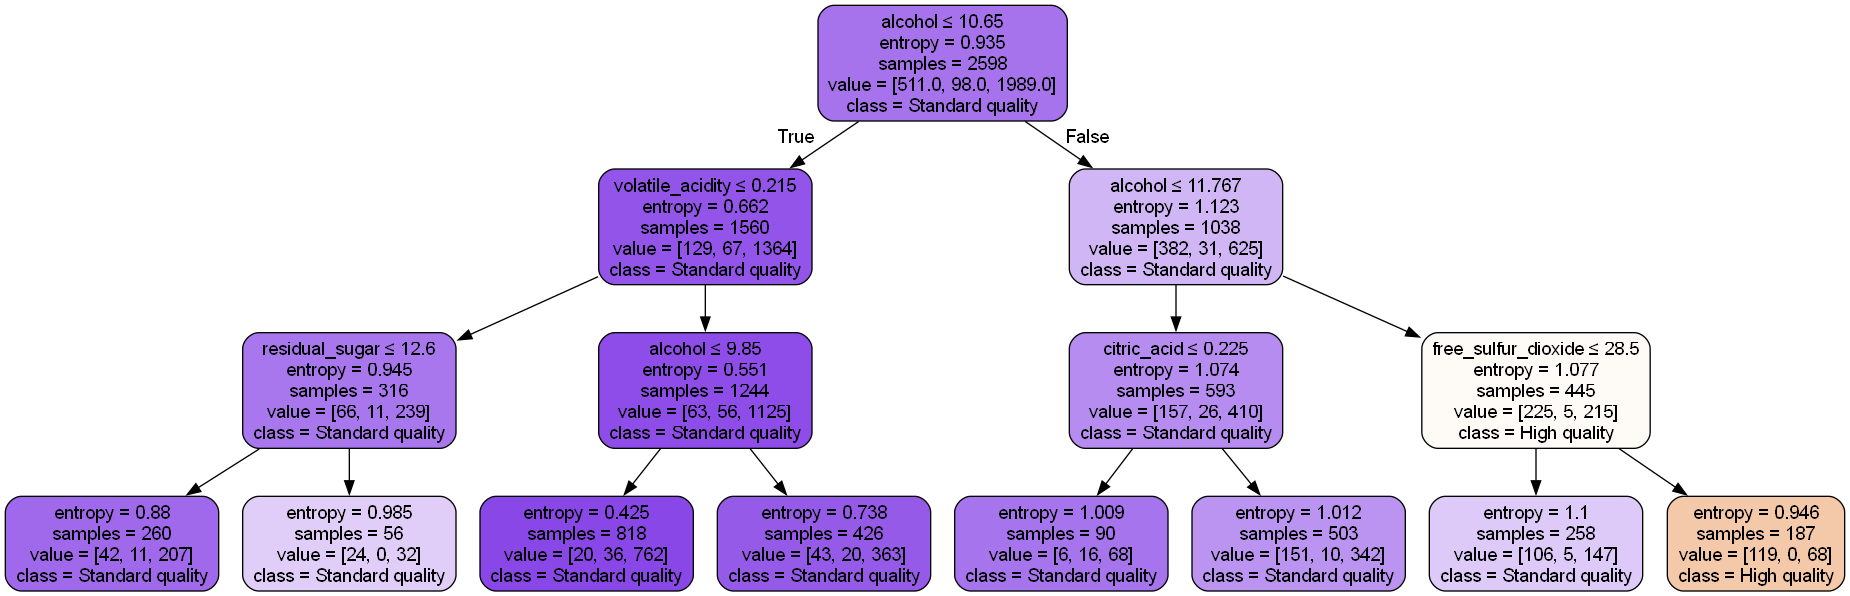 alcohol ≤ 10.65
entropy = 0.935
samples = 2598
value = [511.0, 98.0, 1989.0]
class = Standard quality
True
False
volatile_acidity ≤ 0.215
entropy = 0.662
samples = 1560
value = [129, 67, 1364]
class = Standard quality
alcohol ≤ 11.767
entropy = 1.123
samples = 1038
value = [382, 31, 625]
class = Standard quality
residual_sugar ≤ 12.6
entropy = 0.945
samples = 316
value = [66, 11, 239]
class = Standard quality
alcohol ≤ 9.85
entropy = 0.551
samples = 1244
value = [63, 56, 1125]
class = Standard quality
citric_acid ≤ 0.225
entropy = 1.074
samples = 593
value = [157, 26, 410]
class = Standard quality
free_sulfur_dioxide ≤ 28.5
entropy = 1.077
samples = 445
value = [225, 5, 215]
class = High quality
entropy = 0.88
samples = 260
value = [42, 11, 207]
class = Standard quality
entropy = 0.985
samples = 56
value = [24, 0, 32]
class = Standard quality
entropy = 0.425
samples = 818
value = [20, 36, 762]
class = Standard quality
entropy = 0.738
samples = 426
value = [43, 20, 363]
class = Standard quality
entropy = 1.009
samples = 90
value = [6, 16, 68]
class = Standard quality
entropy = 1.012
samples = 503
value = [151, 10, 342]
class = Standard quality
entropy = 1.1
samples = 258
value = [106, 5, 147]
class = Standard quality
entropy = 0.946
samples = 187
value = [119, 0, 68]
class = High quality